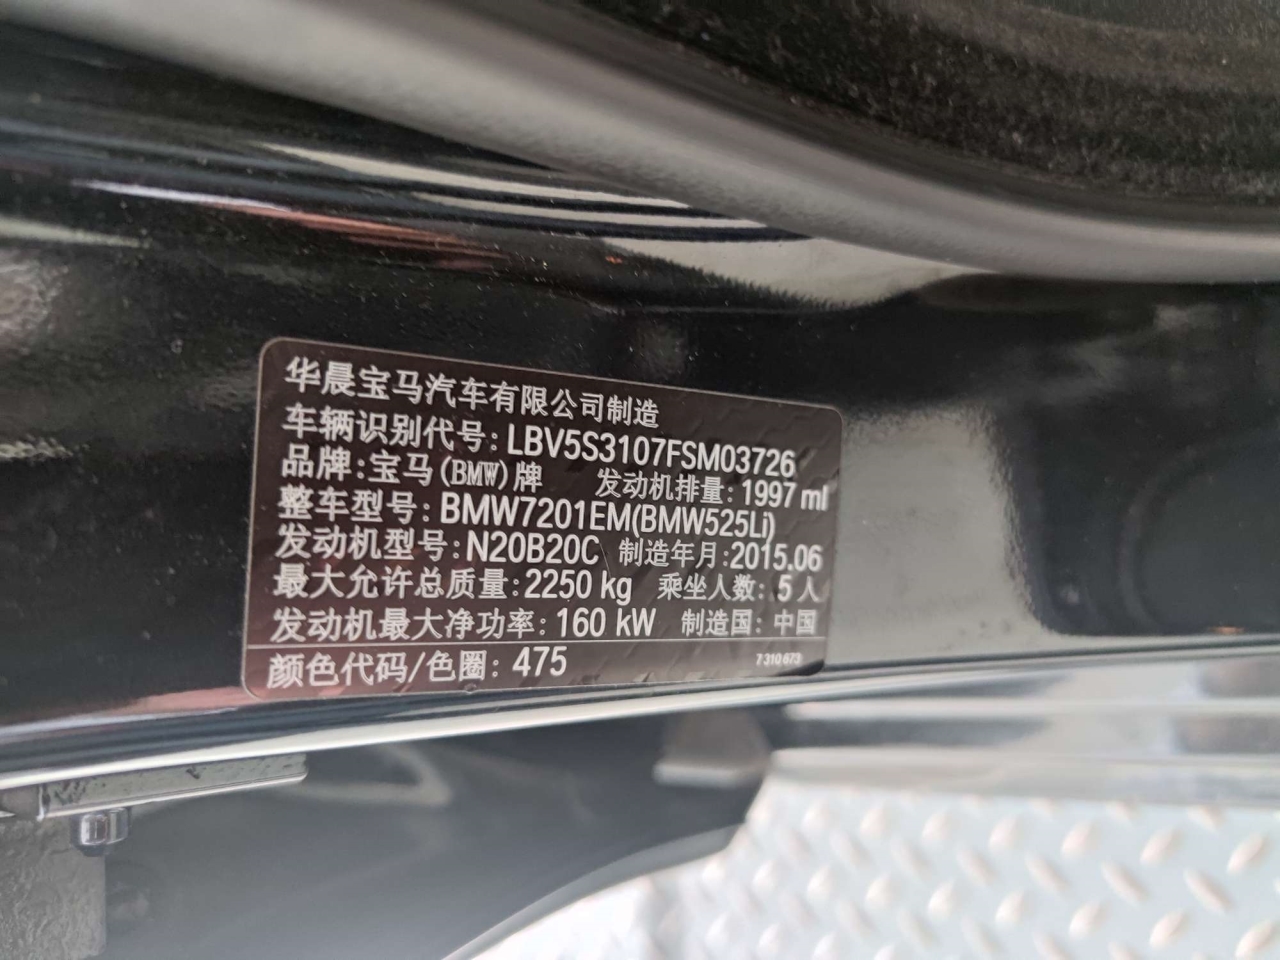 华晨宝马汽车有限公司制造
车辆识别代号: LBV5S3107FSM03726
品牌: 宝马(BMW)牌 发动机排量: 1997 ml
整车型号: BMW7201EM(BMW525Li)
发动机型号: N20B20C 制造年月: 2015.06
最大允许总质量: 2250 kg 乘坐人数: 5 人
发动机最大净功率: 160 kW 制造国: 中国
颜色代码/色圈: 475 7 310 673